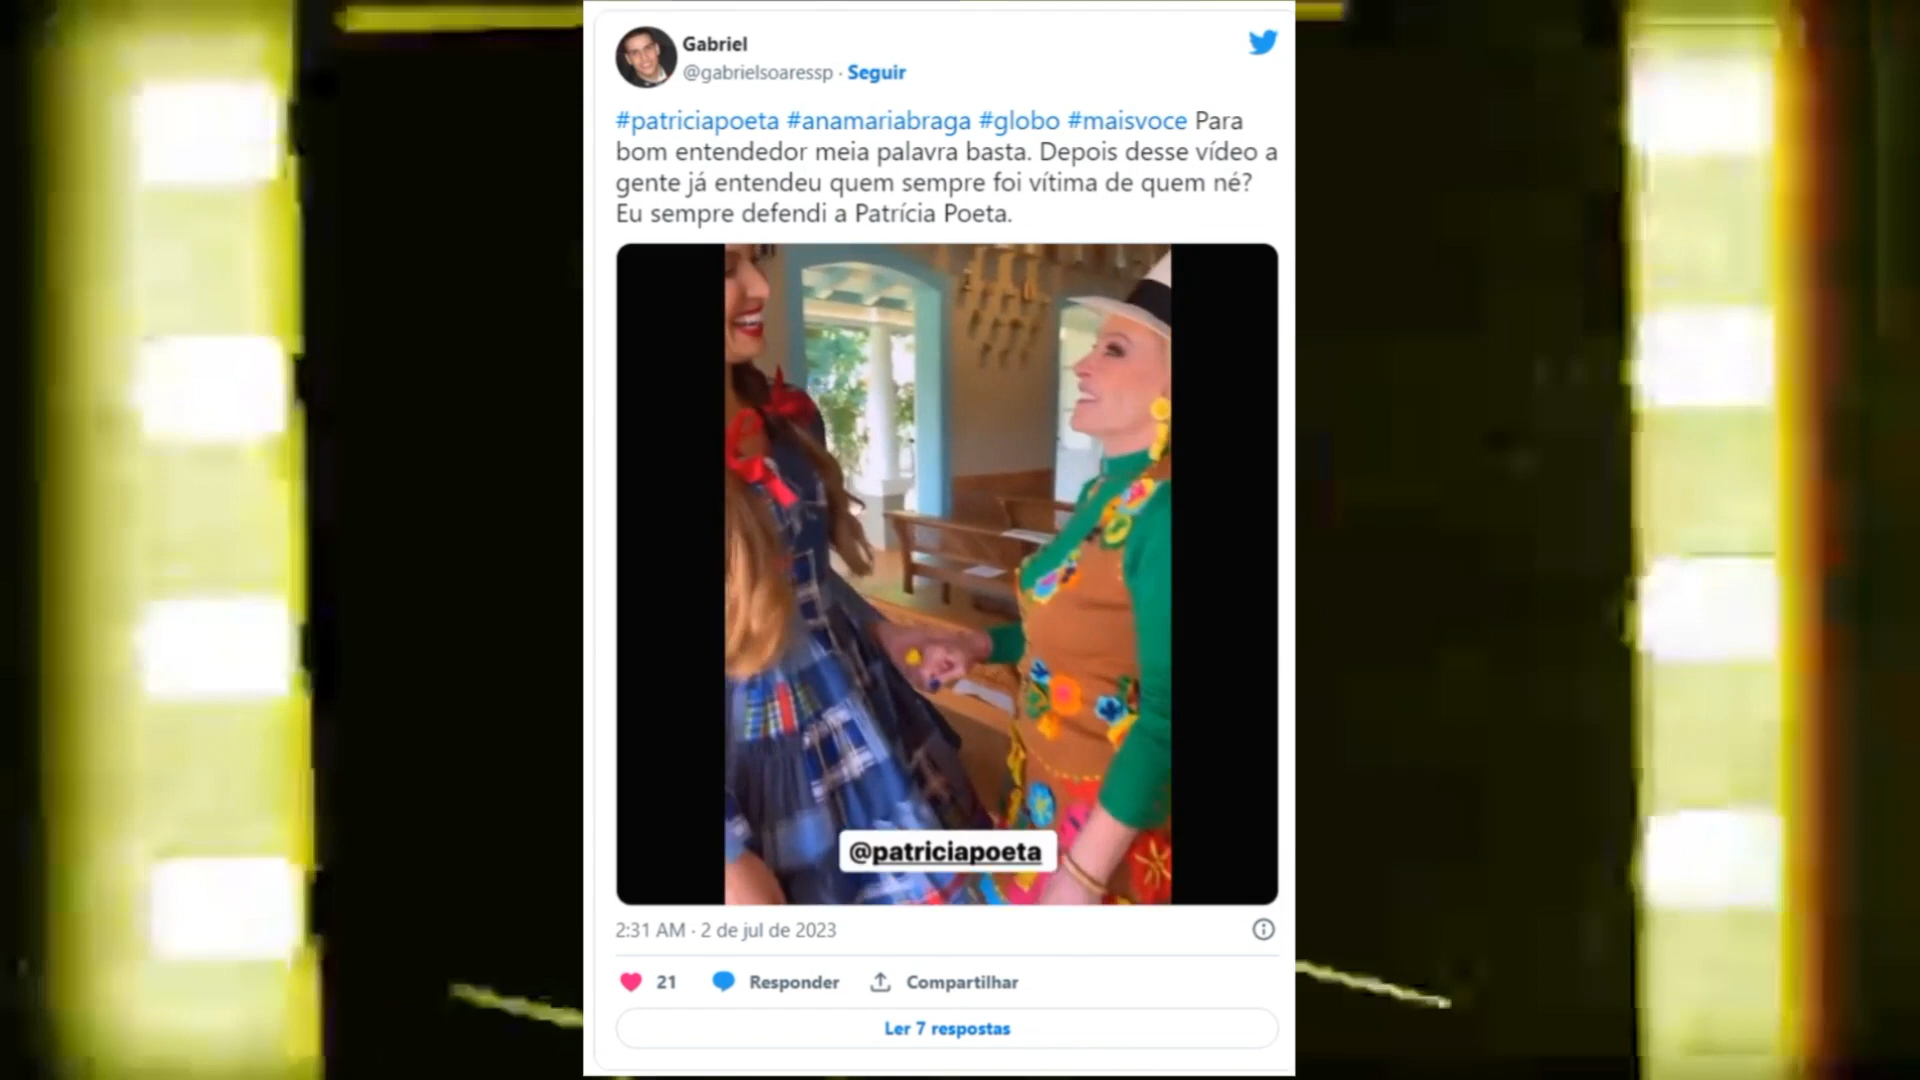 Gabriel
@gabrielsoaressp · Seguir
#patriciapoeta #anamariabraga #globo #maisvoce Para
bom entendedor meia palavra basta. Depois desse vídeo a
gente já entendeu quem sempre foi vítima de quem né?
Eu sempre defendi a Patrícia Poeta.
@patriciapoeta
2:31 AM · 2 de jul de 2023
21 Responder Compartilhar
Ler 7 respostas